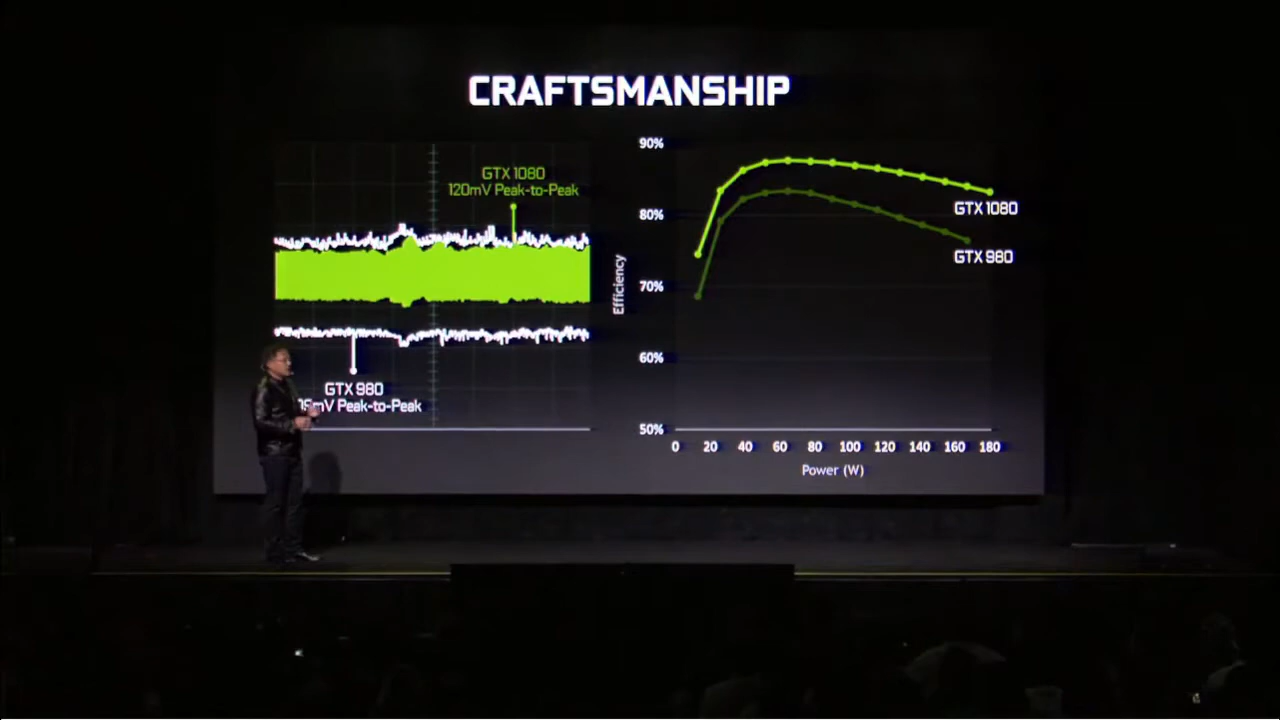 CRAFTSMANSHIP
GTX 1080
120mV Peak-to-Peak
GTX 980
Peak-to-Peak
90%
80%
70%
60%
50%
Efficiency
GTX 1080
GTX 980
0 20 40 60 80 100 120 140 160 180
Power (W)